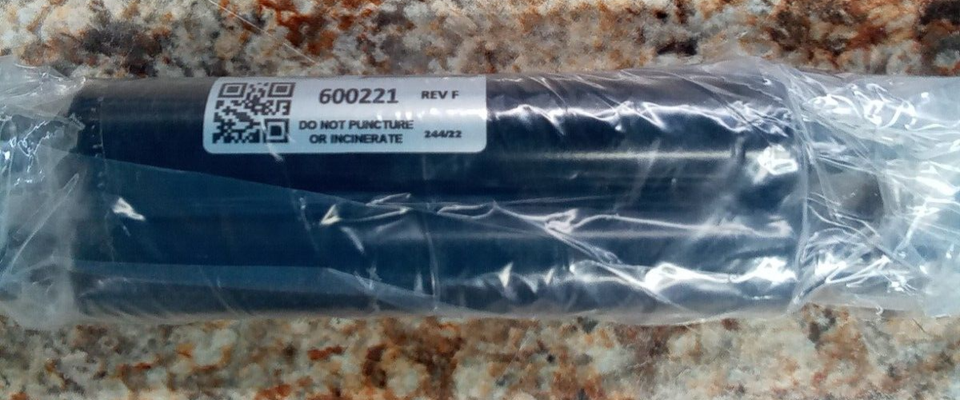 600221 REV F
DO NOT PUNCTURE
OR INCINERATE 244/22